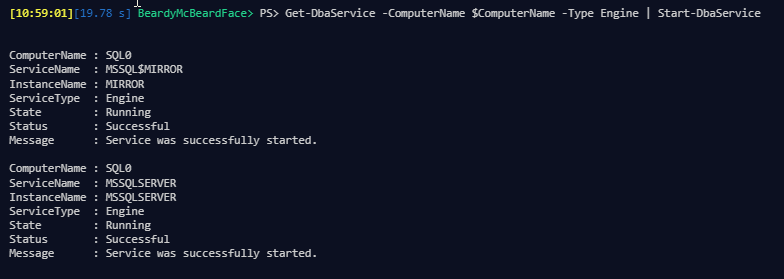 [10:59:01][19.78 s] BeardyMcBeardFace> PS> Get-DbaService -ComputerName $ComputerName -Type Engine | Start-DbaService
ComputerName : SQL0
ServiceName  : MSSQL$MIRROR
InstanceName : MIRROR
ServiceType  : Engine
State        : Running
Status       : Successful
Message      : Service was successfully started.
ComputerName : SQL0
ServiceName  : MSSQLSERVER
InstanceName : MSSQLSERVER
ServiceType  : Engine
State        : Running
Status       : Successful
Message      : Service was successfully started.